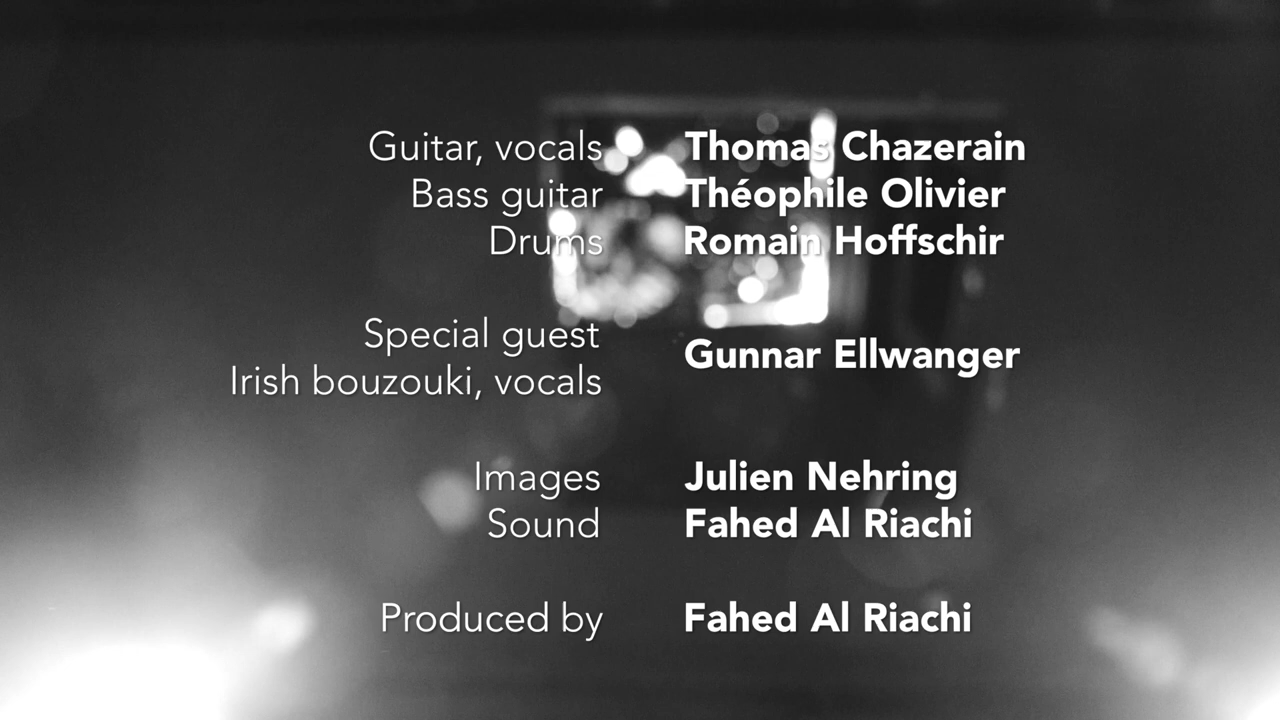 Guitar, vocals Thomas Chazerain
Bass guitar Théophile Olivier
Drums Romain Hoffschir
Special guest
Irish bouzouki, vocals Gunnar Ellwanger
Images Julien Nehring
Sound Fahed Al Riachi
Produced by Fahed Al Riachi